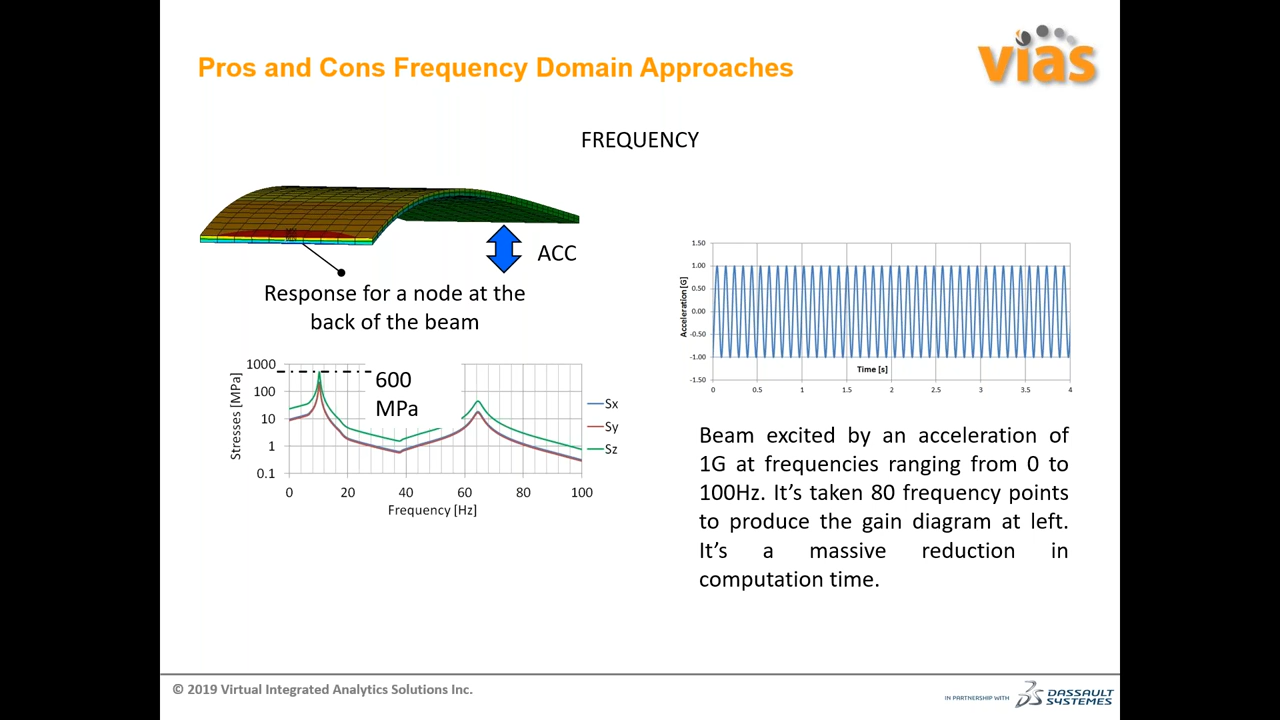 Pros and Cons Frequency Domain Approaches
vias
FREQUENCY
ACC
Response for a node at the
back of the beam
1000
100
10
1
0.1
Stresses [MPa]
600
MPa
0 20 40 60 80 100
Frequency [Hz]
Sx
Sy
Sz
1.50
1.00
0.50
0.00
-0.50
-1.00
-1.50
Acceleration [G]
Time [s]
0 0.5 1 1.5 2 2.5 3 3.5 4
Beam excited by an acceleration of
1G at frequencies ranging from 0 to
100Hz. It’s taken 80 frequency points
to produce the gain diagram at left.
It’s a massive reduction in
computation time.
© 2019 Virtual Integrated Analytics Solutions Inc.
IN PARTNERSHIP WITH
DASSAULT
SYSTEMES